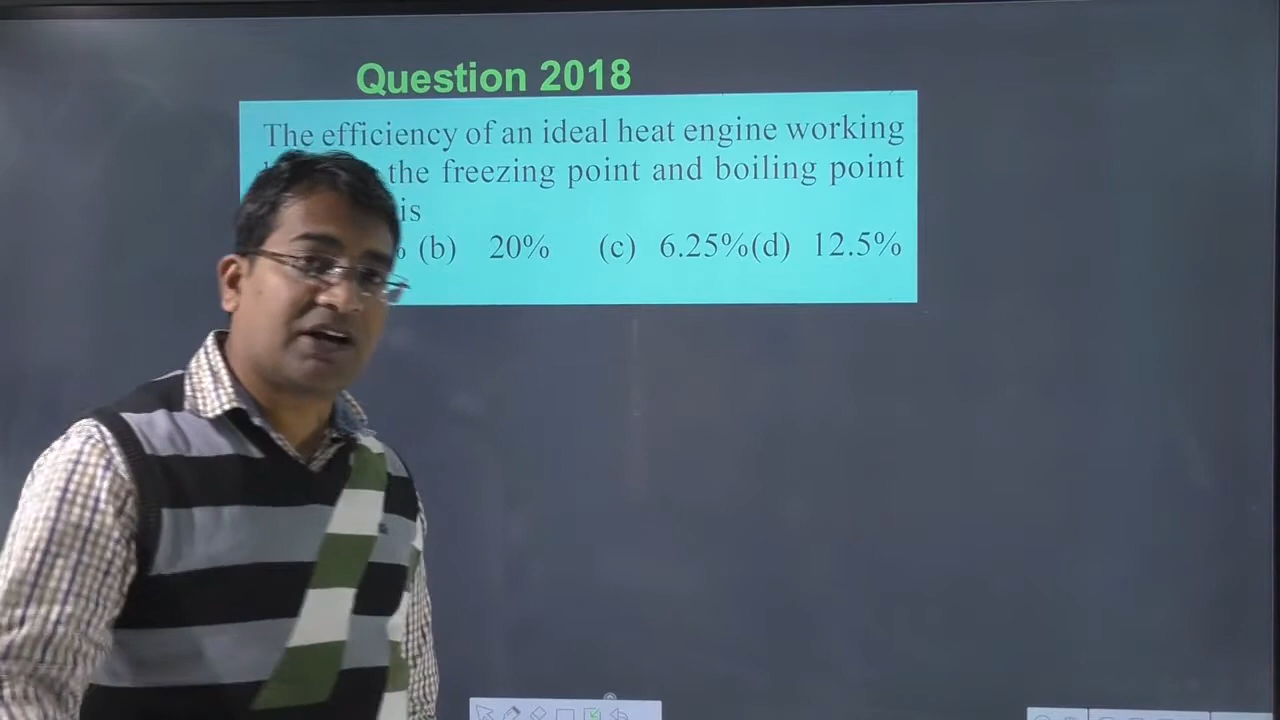 Question 2018
The efficiency of an ideal heat engine working
the freezing point and boiling point
is
(b) 20% (c) 6.25%(d) 12.5%